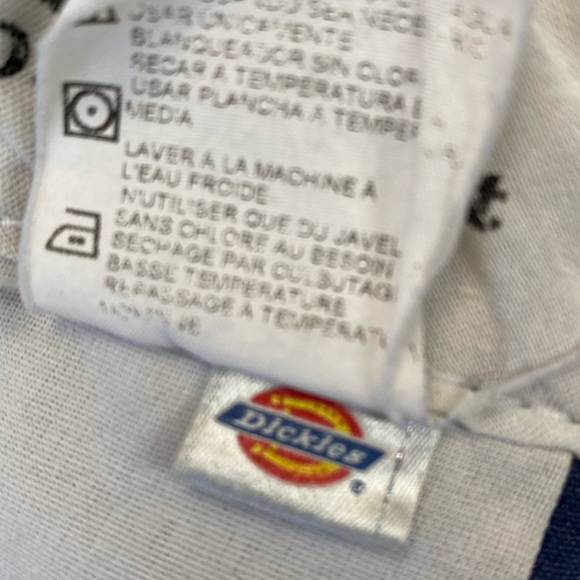 USAR UNICAMENTE
BLANQUEADOR SIN CLOR
SECAR A TEMPERATURA
USAR PLANCHA A TEMPE
MEDIA
LAVER A LA MACHINE A
L'EAU FROIDE
N'UTILISER QUE DU JAVEL
SANS CHLORE AU BESOIN
SECHAGE PAR CULBUTAG
BASSE TEMPERATURE
REPASSAGE A TEMPERATU
Dickies